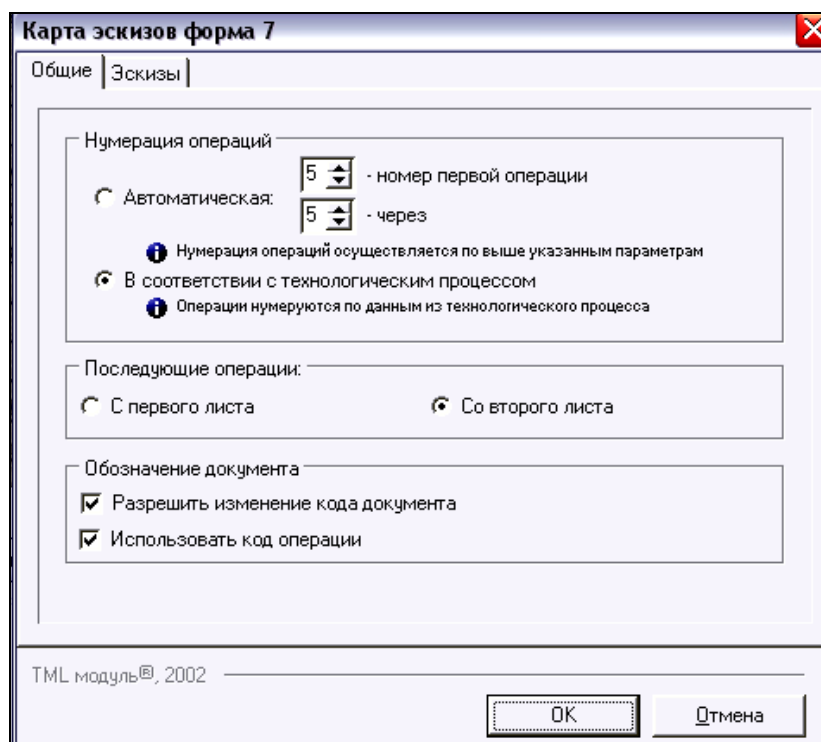 Карта эскизов форма 7
Общие Эскизы
Нумерация операций
Автоматическая:
5 - номер первой операции
5 - через
Нумерация операций осуществляется по выше указанным параметрам
В соответствии с технологическим процессом
Операции нумеруются по данным из технологического процесса
Последующие операции:
С первого листа Со второго листа
Обозначение документа
Разрешить изменение кода документа
Использовать код операции
TML модуль®, 2002
OK Отмена